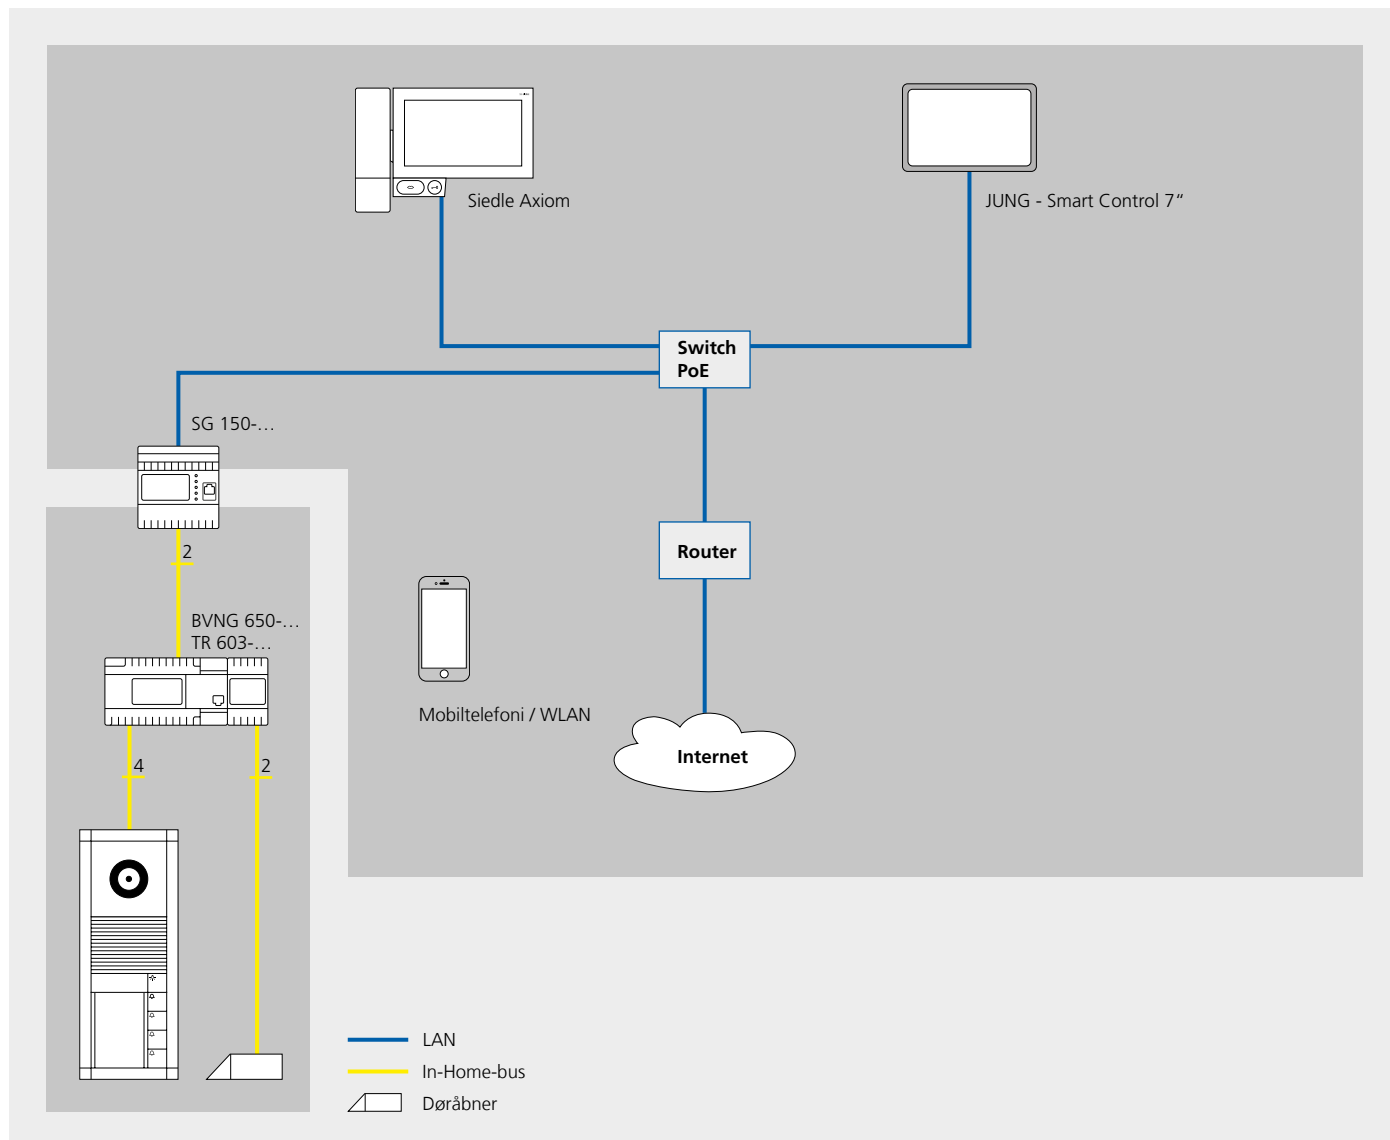 Siedle Axiom
JUNG - Smart Control 7“
Switch
PoE
SG 150-…
Router
2
BVNG 650-…
TR 603-…
Mobiltelefoni / WLAN
Internet
4
2
LAN
In-Home-bus
Døråbner